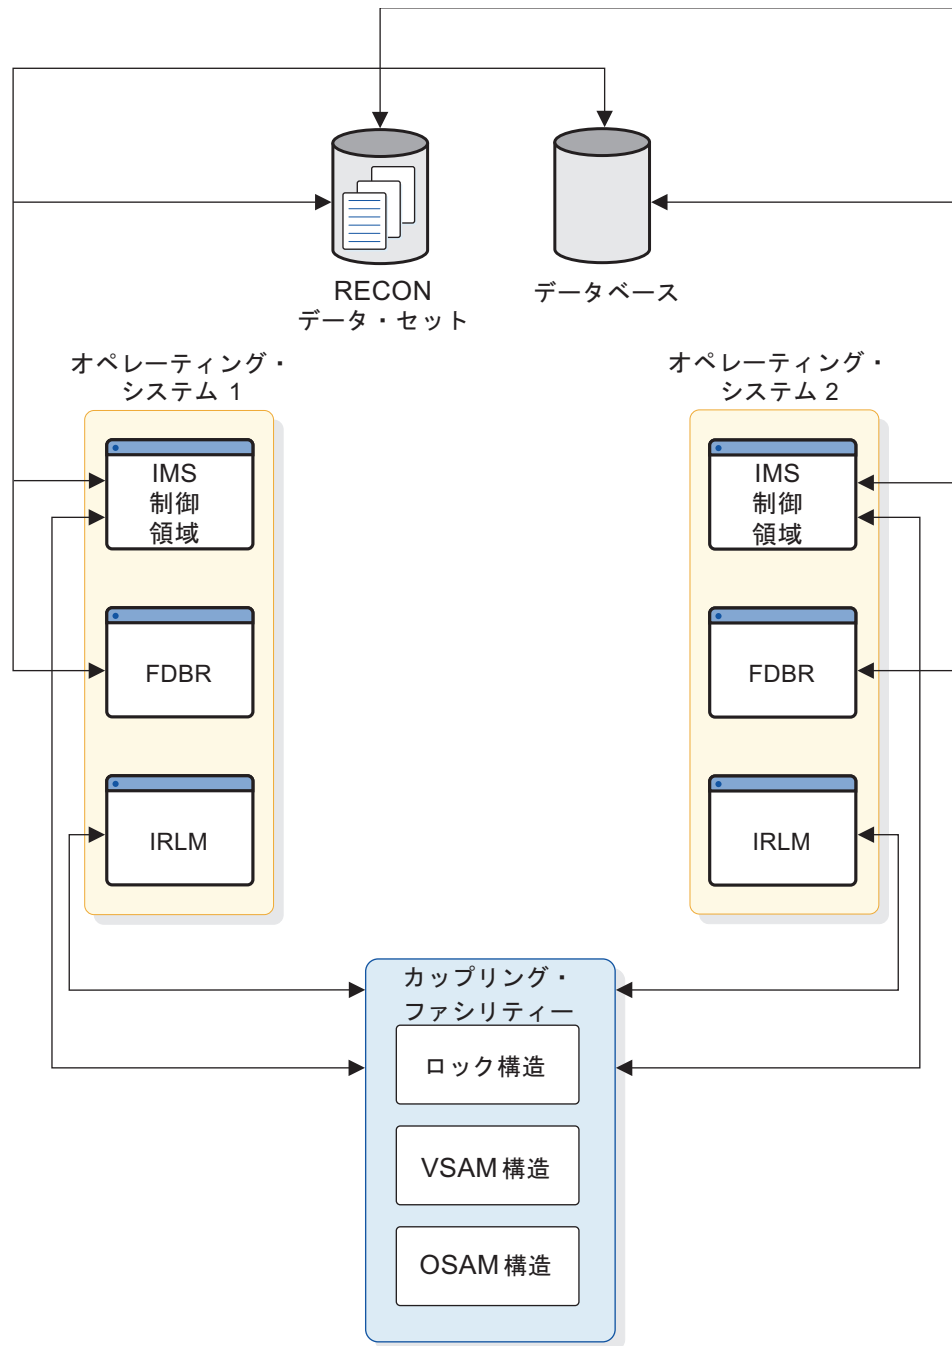 RECON
データ・セット
データベース
オペレーティング・
システム 1
IMS
制御
領域
FDBR
IRLM
オペレーティング・
システム 2
IMS
制御
領域
FDBR
IRLM
カップリング・
ファシリティー
ロック構造
VSAM 構造
OSAM 構造